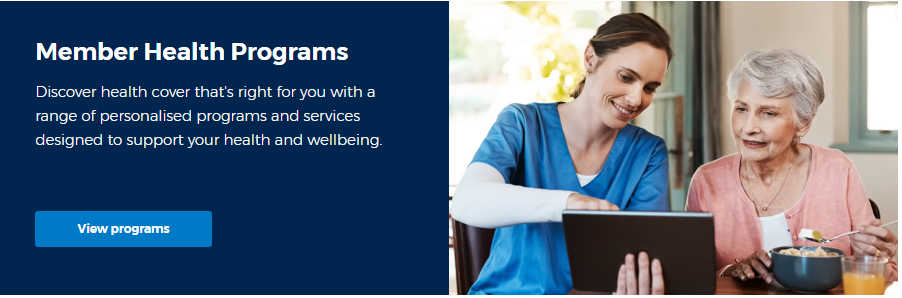 Member Health Programs
Discover health cover that's right for you with a
range of personalised programs and services
designed to support your health and wellbeing.
View programs